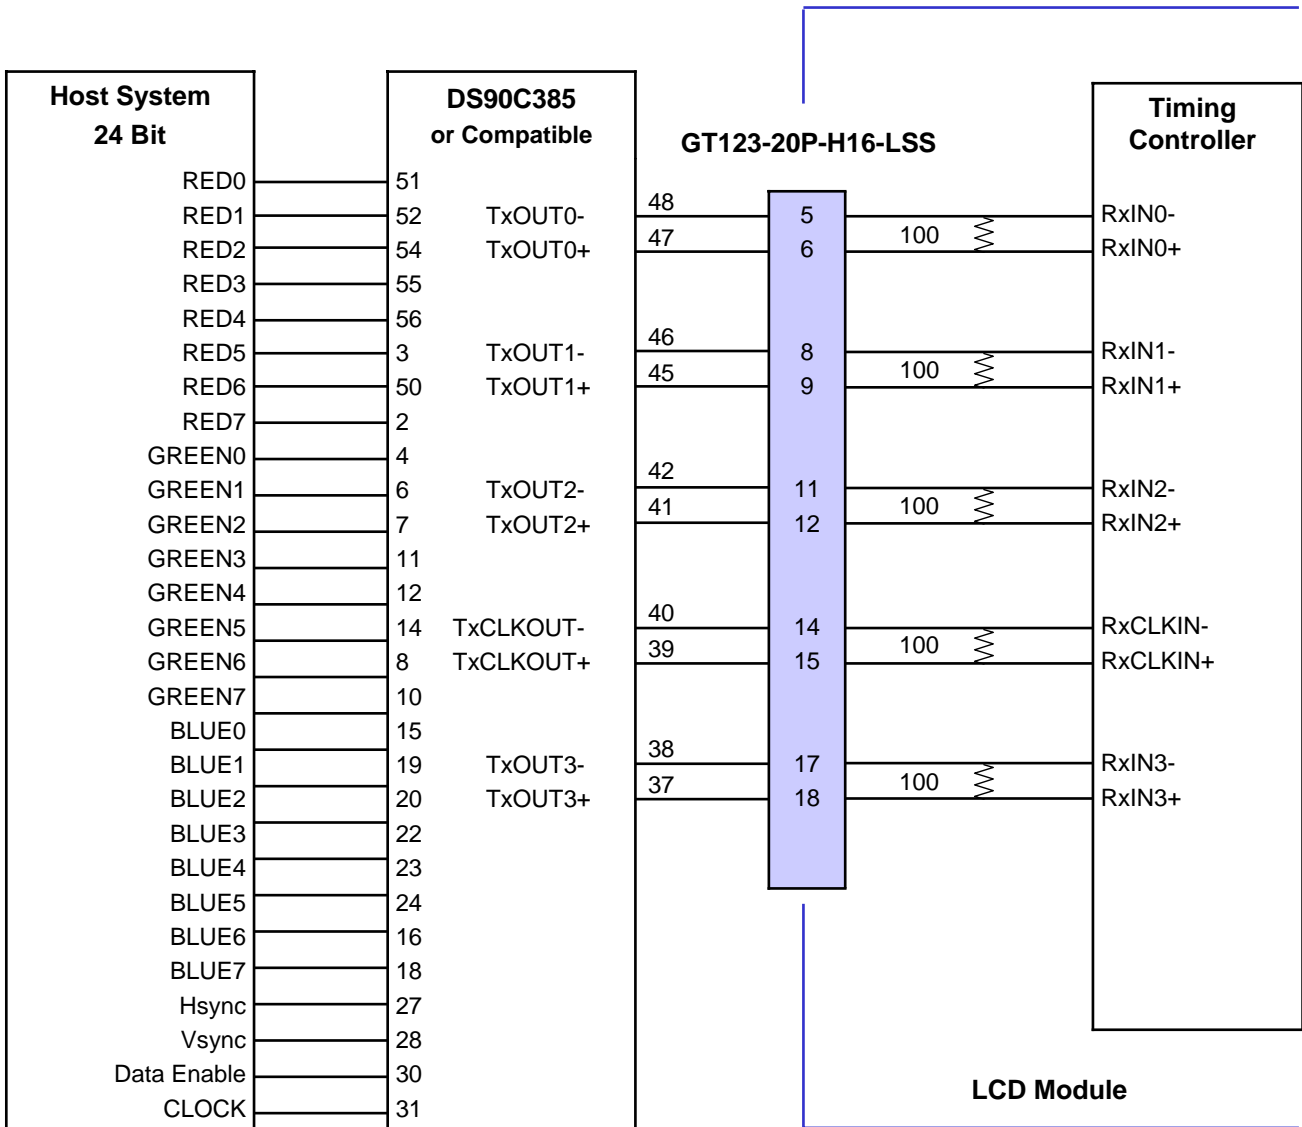 Host System
24 Bit
RED0
RED1
RED2
RED3
RED4
RED5
RED6
RED7
GREEN0
GREEN1
GREEN2
GREEN3
GREEN4
GREEN5
GREEN6
GREEN7
BLUE0
BLUE1
BLUE2
BLUE3
BLUE4
BLUE5
BLUE6
BLUE7
Hsync
Vsync
Data Enable
CLOCK
DS90C385
or Compatible
51
52
54
55
56
3
50
2
4
6
7
11
12
14
8
10
15
19
20
22
23
24
16
18
27
28
30
31
TxOUT0-
TxOUT0+
TxOUT1-
TxOUT1+
TxOUT2-
TxOUT2+
TxCLKOUT-
TxCLKOUT+
TxOUT3-
TxOUT3+
48
47
46
45
42
41
40
39
38
37
GT123-20P-H16-LSS
5
6
8
9
11
12
14
15
17
18
100
100
100
100
100
Timing
Controller
RxIN0-
RxIN0+
RxIN1-
RxIN1+
RxIN2-
RxIN2+
RxCLKIN-
RxCLKIN+
RxIN3-
RxIN3+
LCD Module